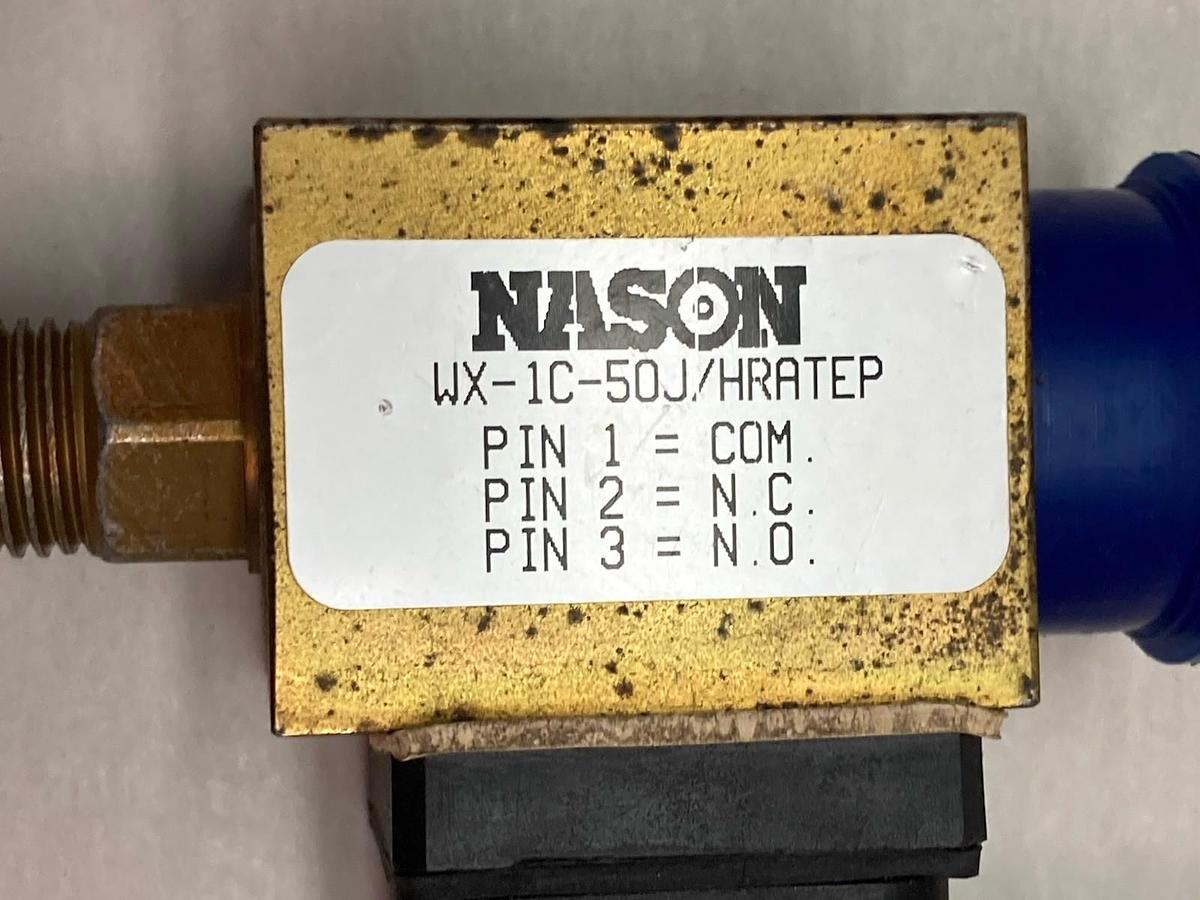 NASON
WX-1C-50J/HRATEP
PIN 1 = COM.
PIN 2 = N.C.
PIN 3 = N.O.